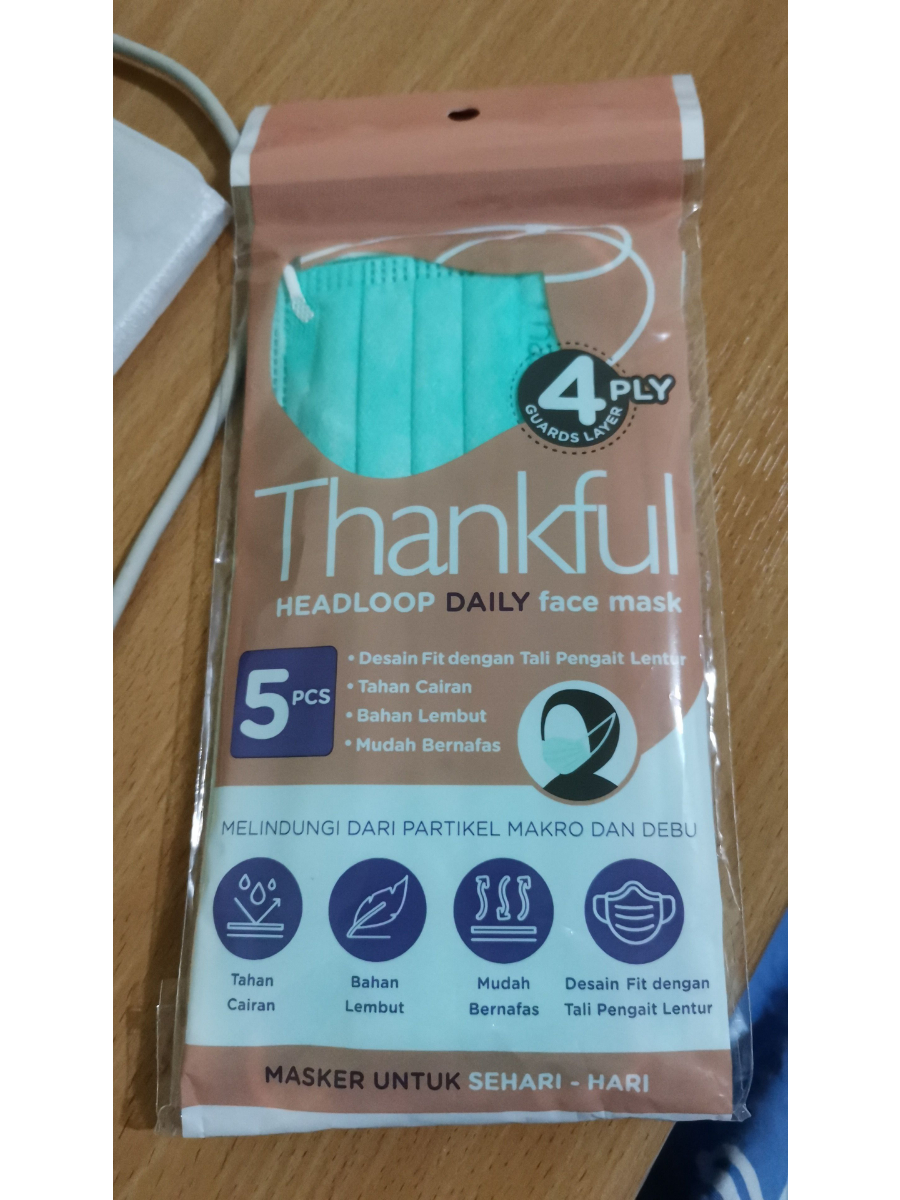 4 PLY
GUARDS LAYER
Thankful
HEADLOOP DAILY face mask
5 PCS
• Desain Fit dengan Tali Pengait Lentur
• Tahan Cairan
• Bahan Lembut
• Mudah Bernafas
MELINDUNGI DARI PARTIKEL MAKRO DAN DEBU
Tahan
Cairan
Bahan
Lembut
Mudah
Bernafas
Desain Fit dengan
Tali Pengait Lentur
MASKER UNTUK SEHARI - HARI